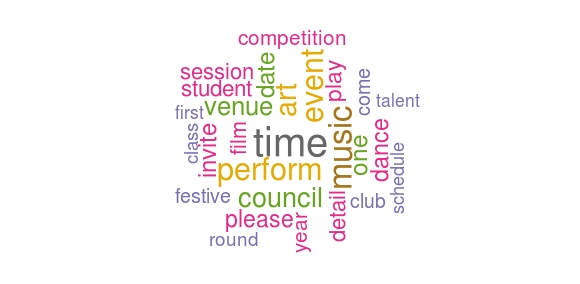 competition
session
date
event
play
student
art
come
talent
venue
first
music
class
invite
film
time
one
dance
schedule
perform
festive
council
detail
club
please
year
round